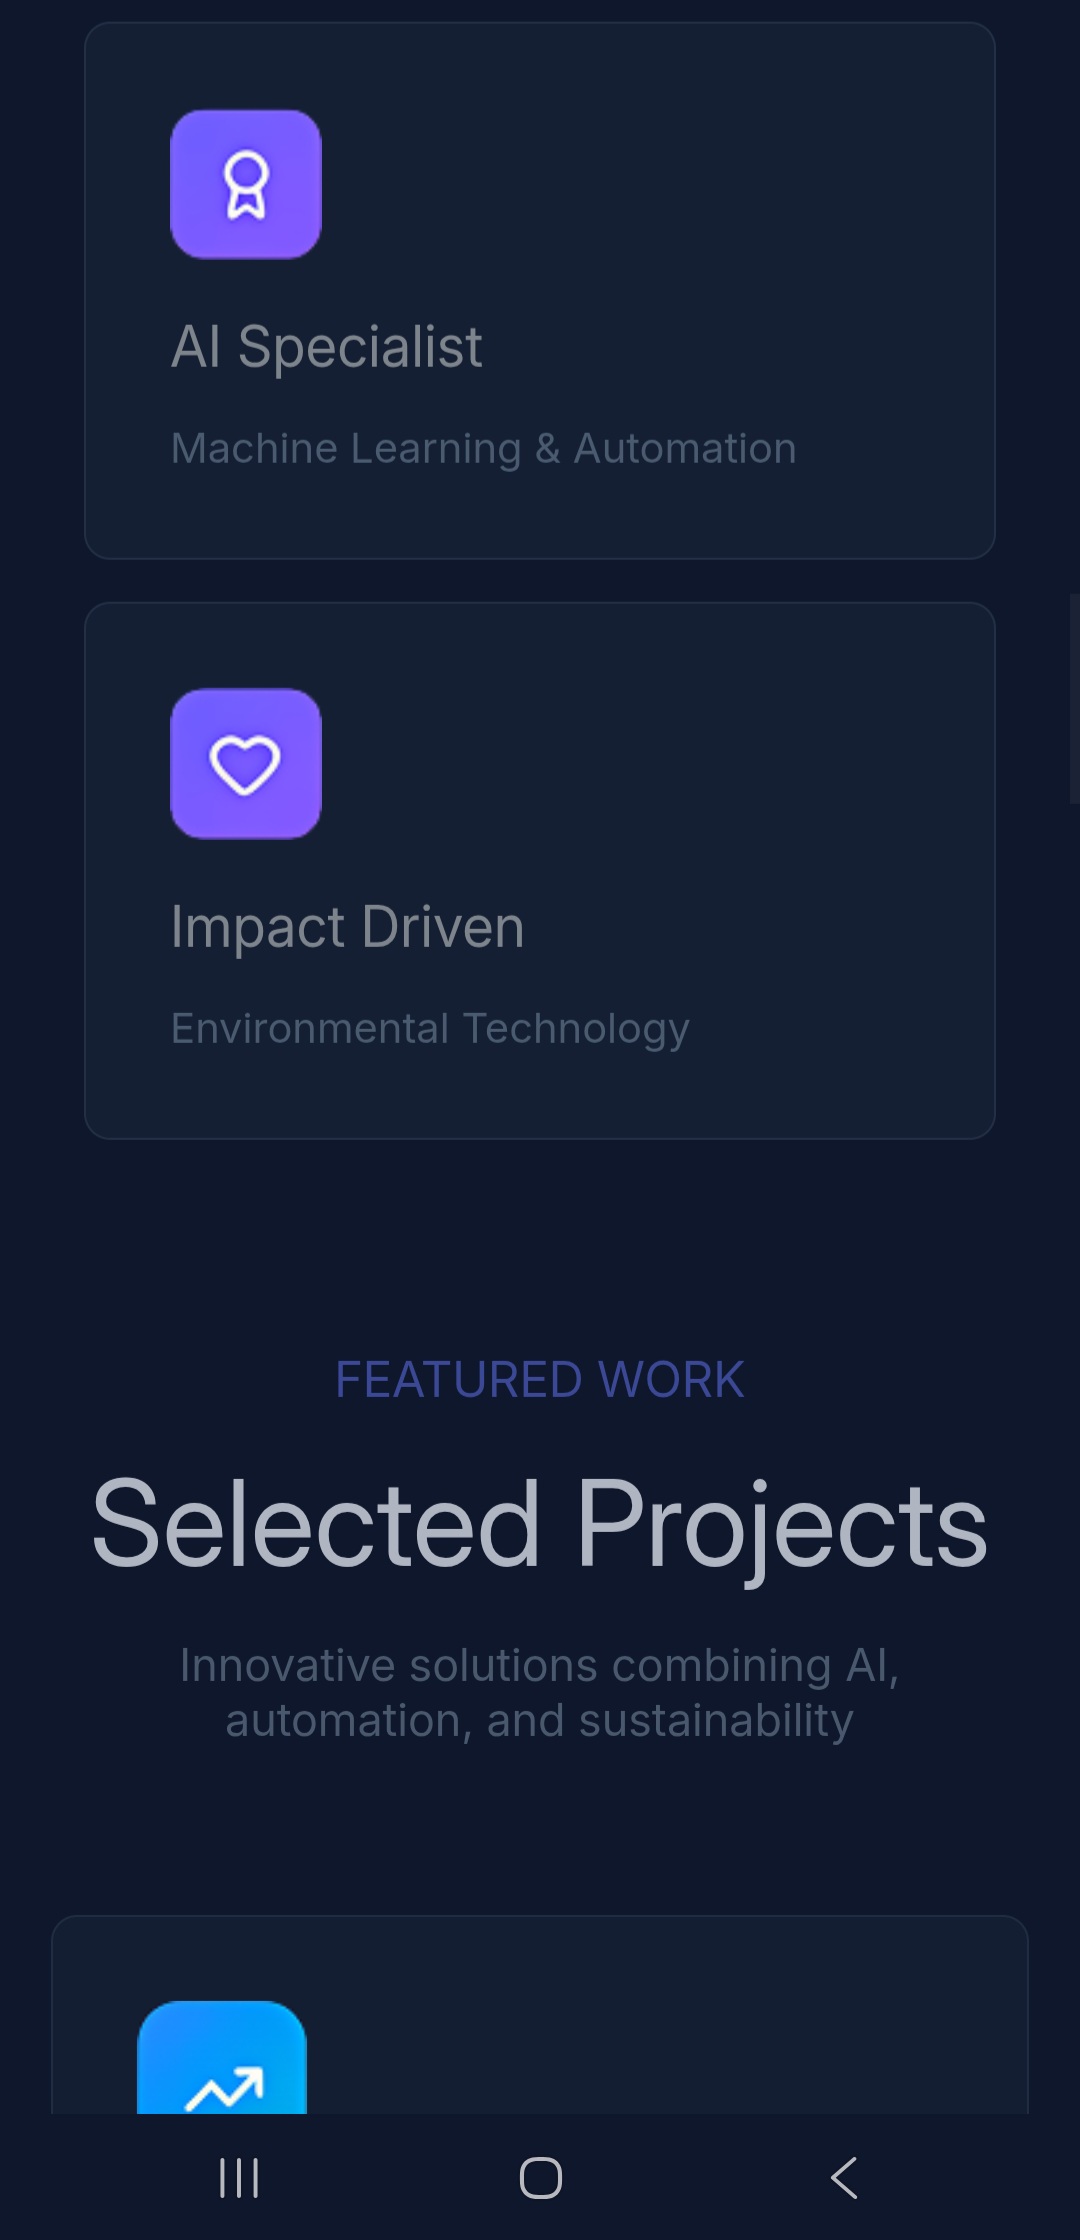 AI Specialist
Machine Learning & Automation
Impact Driven
Environmental Technology
FEATURED WORK
Selected Projects
Innovative solutions combining AI,
automation, and sustainability